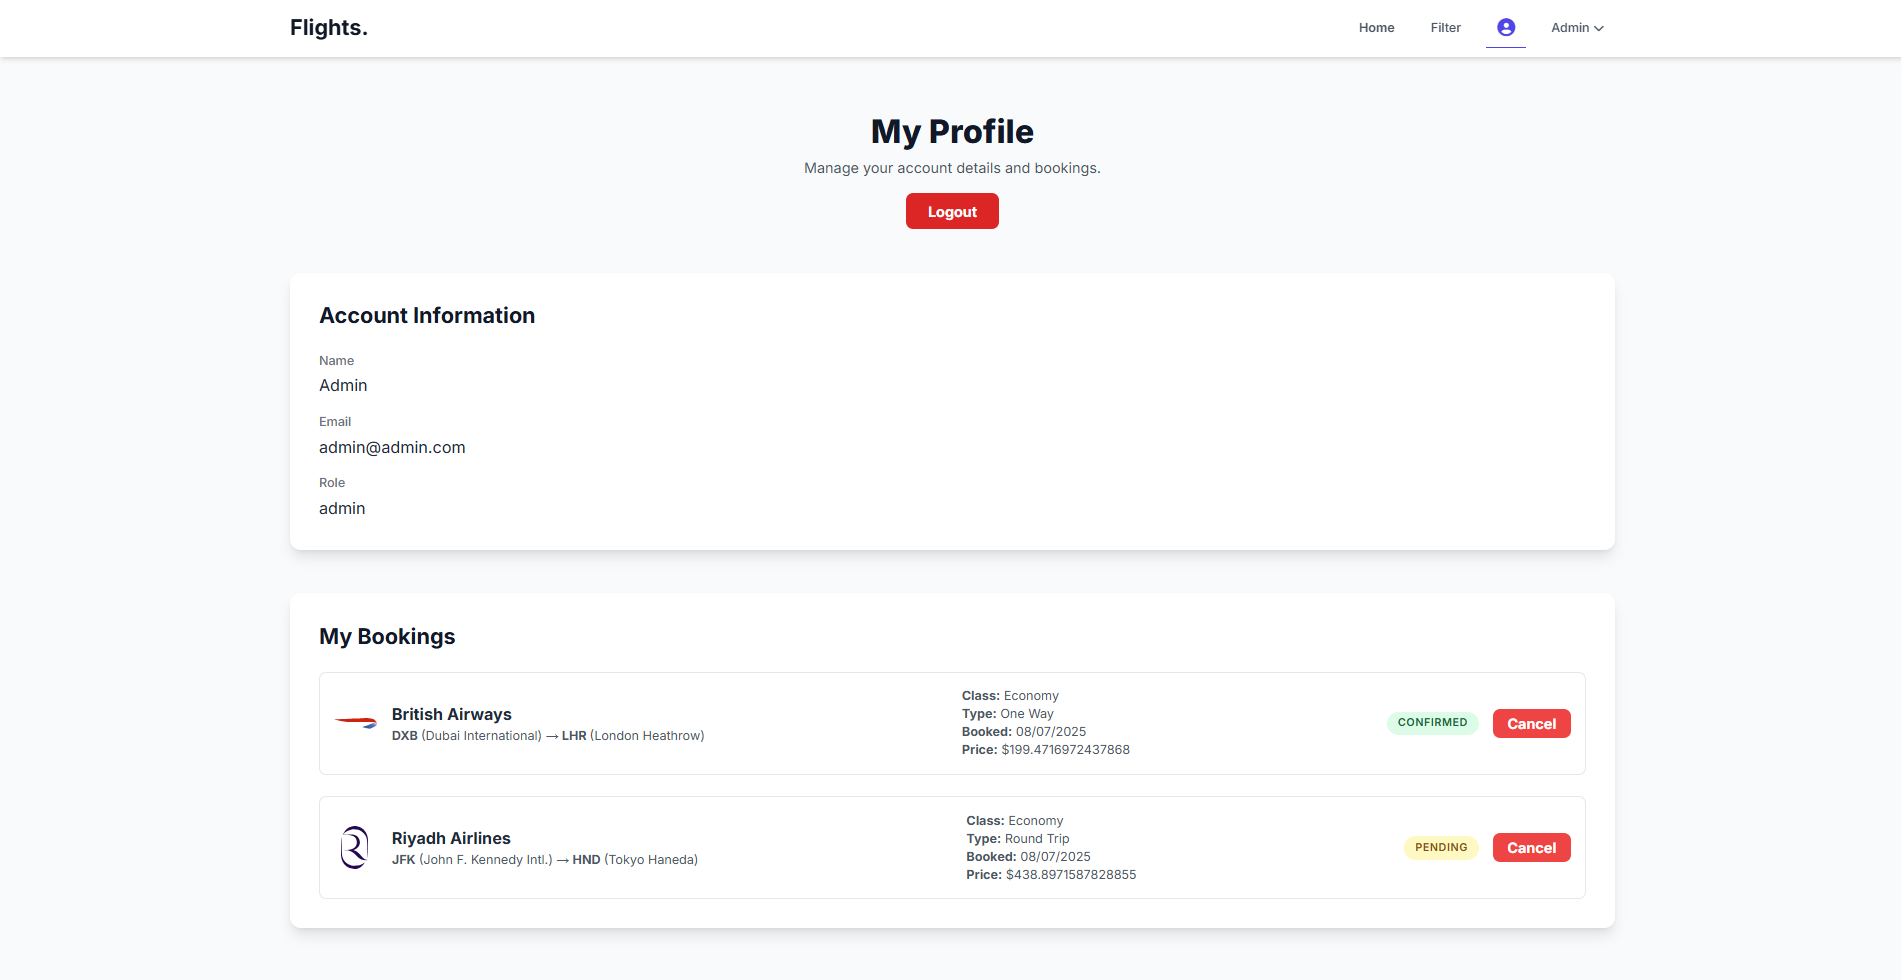 Flights.
Home
Filter
Admin
My Profile
Manage your account details and bookings.
Logout
Account Information
Name
Admin
Email
admin@admin.com
Role
admin
My Bookings
British Airways
DXB (Dubai International) → LHR (London Heathrow)
Class: Economy
Type: One Way
Booked: 08/07/2025
Price: $199.4716972437868
CONFIRMED
Cancel
Riyadh Airlines
JFK (John F. Kennedy Intl.) → HND (Tokyo Haneda)
Class: Economy
Type: Round Trip
Booked: 08/07/2025
Price: $438.8971587828855
PENDING
Cancel